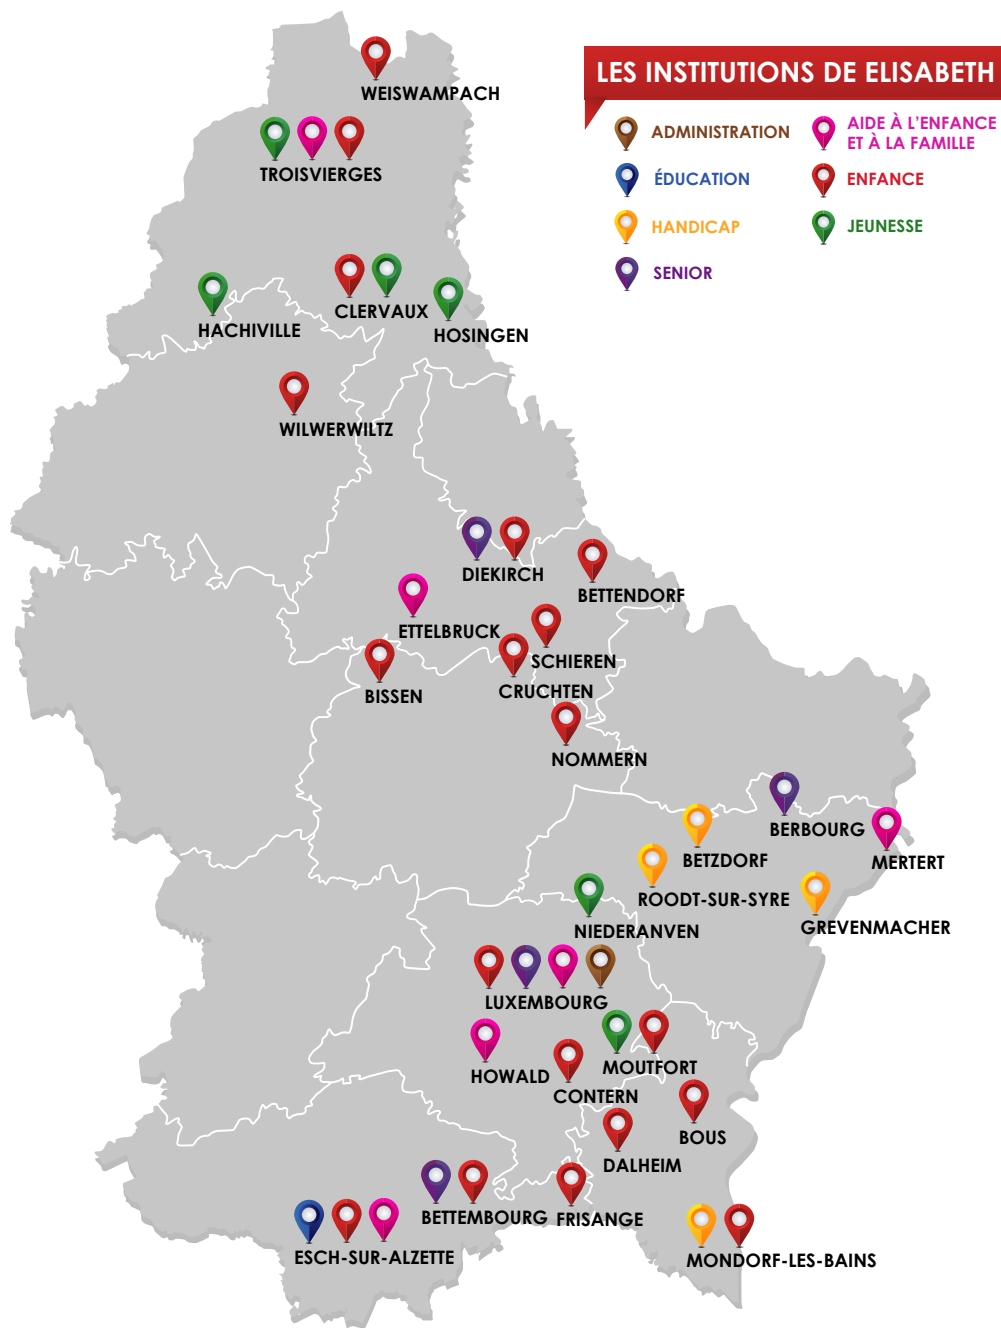 LES INSTITUTIONS DE ELISABETH
ADMINISTRATION
AIDE À L'ENFANCE
ET À LA FAMILLE
ÉDUCATION
ENFANCE
HANDICAP
JEUNESSE
SENIOR
WEISWAMPACH
TROISVIERGES
CLERVAUX
HACHIVILLE
HOSINGEN
WILWERWILTZ
DIEKIRCH
BETTENDORF
ETTELBRUCK
SCHIEREN
BISSEN
CRUCHTEN
NOMMERN
BERBOURG
BETZDORF
MERTERT
ROODT-SUR-SYRE
GREVENMACHER
NIEDERANVEN
LUXEMBOURG
MOUTFORT
HOWALD
CONTERN
BOUS
DALHEIM
BETTEMBOURG
FRISANGE
ESCH-SUR-ALZETTE
MONDORF-LES-BAINS